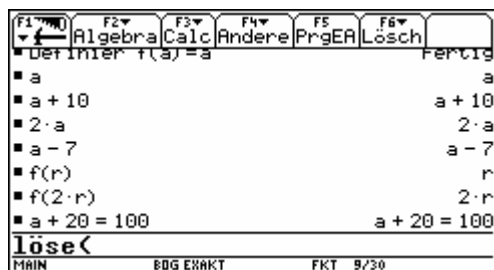 F1 F2 F3 F4 F5 F6
Algebra Calc Andere PrgEA Lösch
Definier f(a)=a Fertig
a a
a + 10 a + 10
2·a 2·a
a - 7 a - 7
f(r) r
f(2·r) 2·r
a + 20 = 100 a + 20 = 100
löse(
MAIN BOG EXAKT FKT 9/30